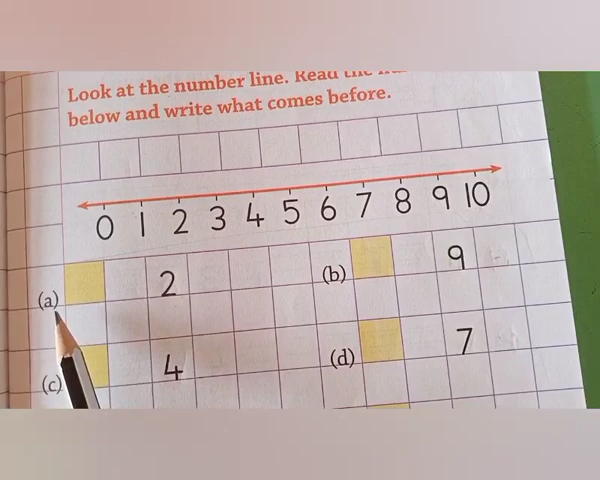 Look at the number line. Read the
below and write what comes before.
0 1 2 3 4 5 6 7 8 9 10
(a) 2 (b) 9
(c) 4 (d) 7